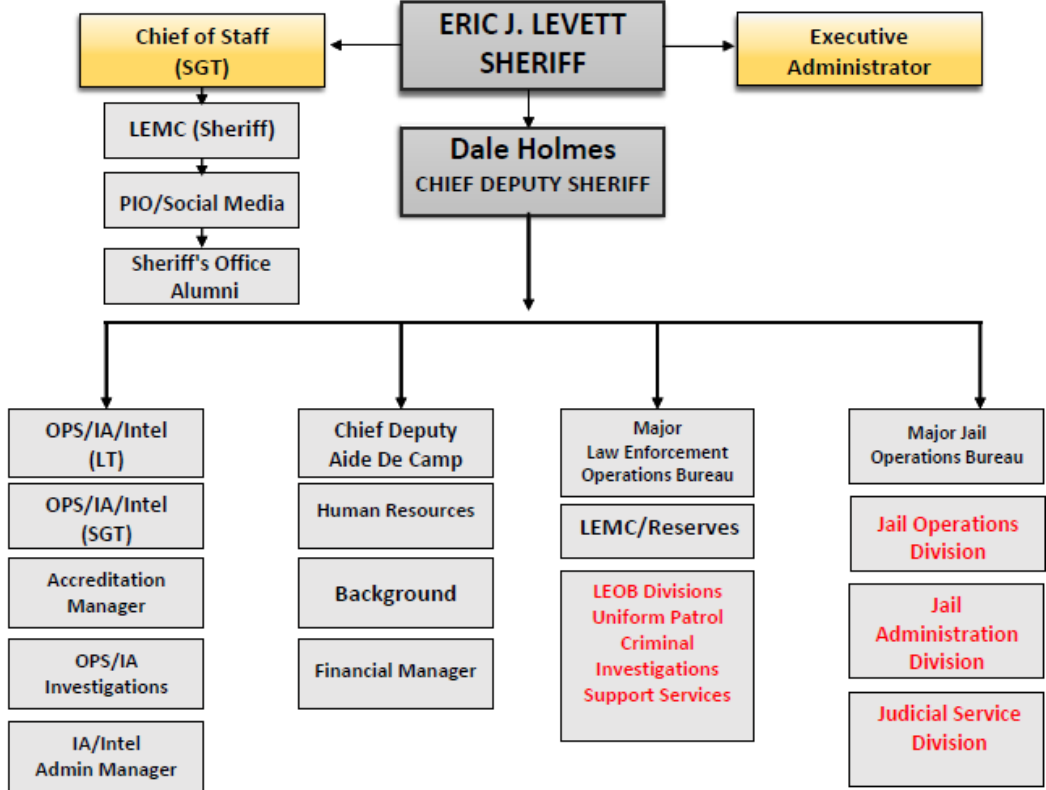 Chief of Staff
(SGT)
ERIC J. LEVETT
SHERIFF
Executive
Administrator
LEMC (Sheriff)
PIO/Social Media
Sheriff's Office
Alumni
Dale Holmes
CHIEF DEPUTY SHERIFF
OPS/IA/Intel
(LT)
OPS/IA/Intel
(SGT)
Accreditation
Manager
OPS/IA
Investigations
IA/Intel
Admin Manager
Chief Deputy
Aide De Camp
Human Resources
Background
Financial Manager
Major
Law Enforcement
Operations Bureau
LEMC/Reserves
LEOB Divisions
Uniform Patrol
Criminal
Investigations
Support Services
Major Jail
Operations Bureau
Jail Operations
Division
Jail
Administration
Division
Judicial Service
Division